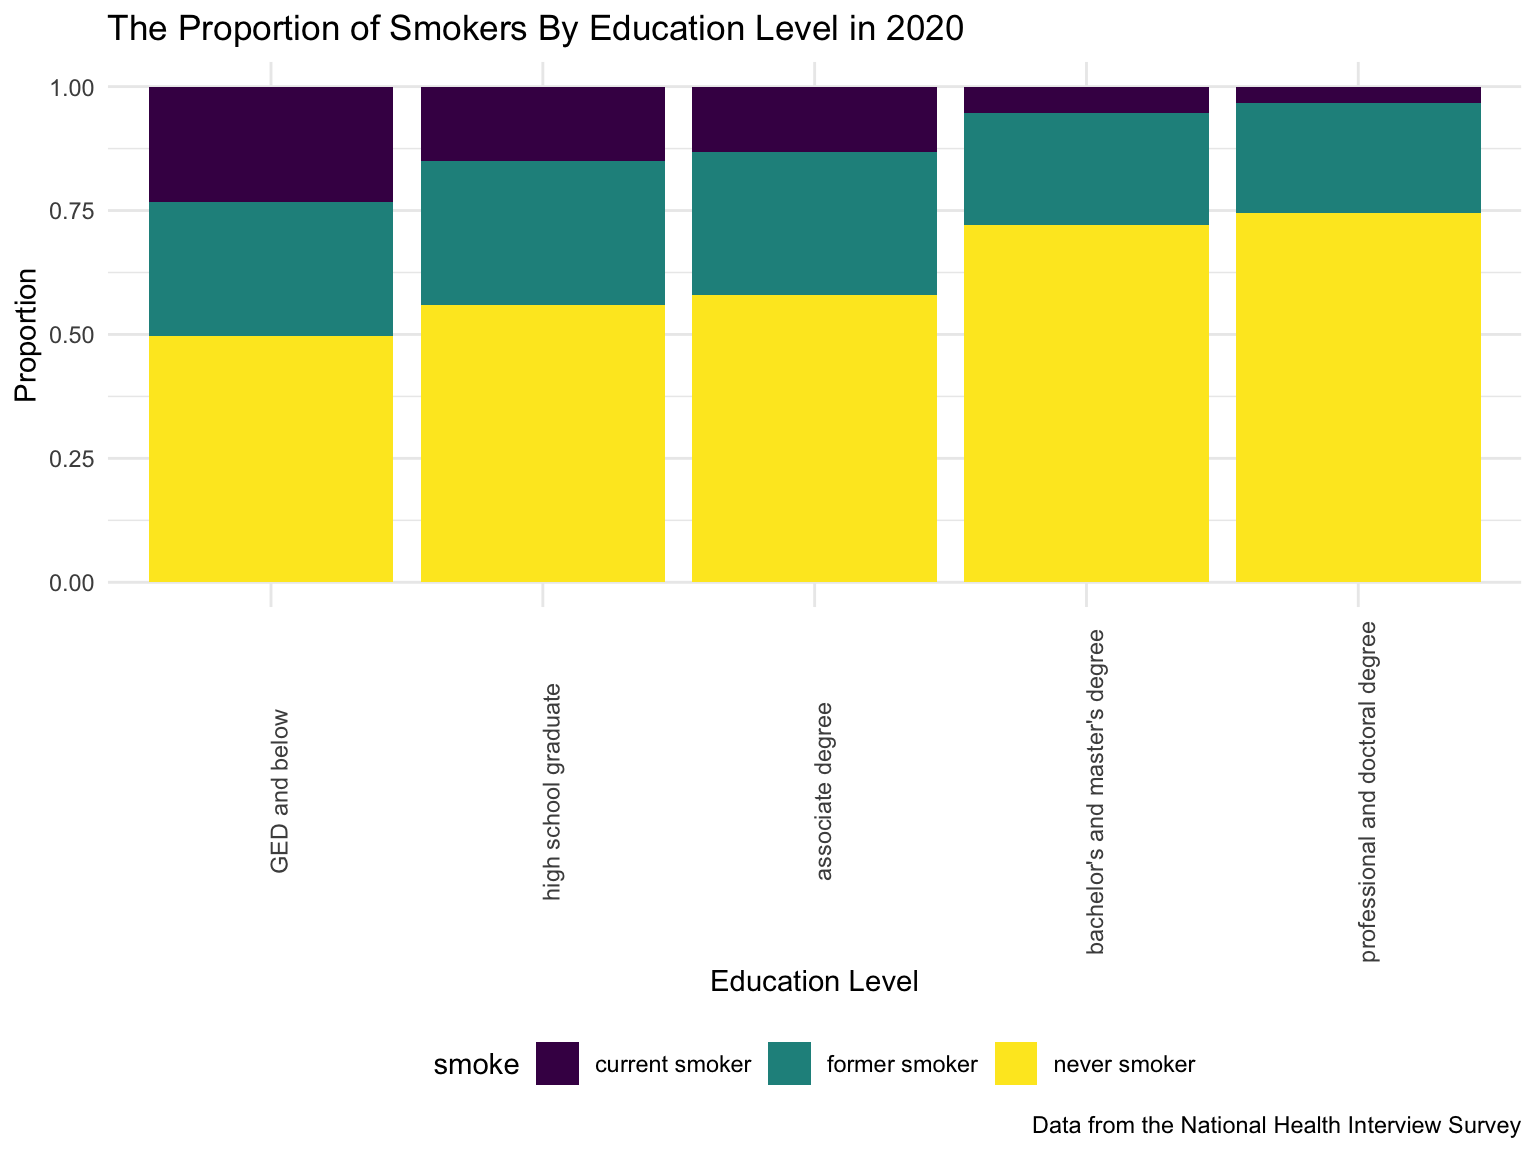 The Proportion of Smokers By Education Level in 2020
1.00
0.75
0.50
0.25
0.00
Proportion
GED and below
high school graduate
associate degree
bachelor's and master's degree
professional and doctoral degree
Education Level
smoke current smoker former smoker never smoker
Data from the National Health Interview Survey